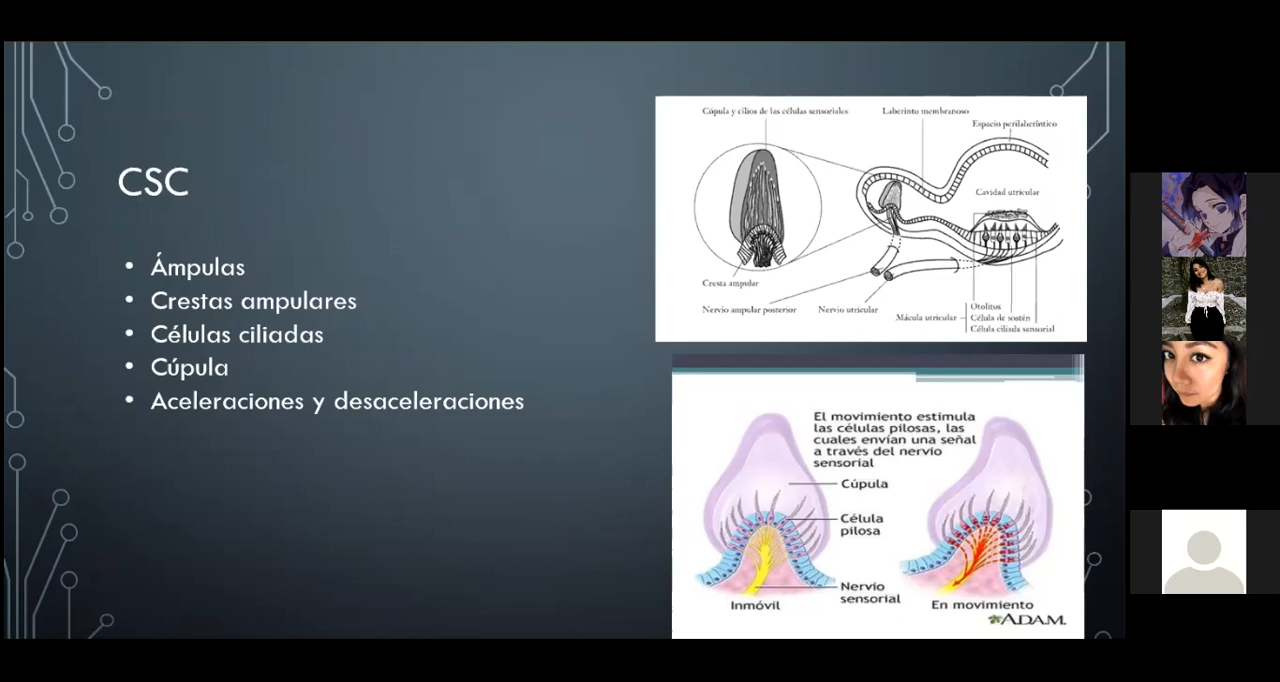 CSC
• Ámpulas
• Crestas ampulares
• Células ciliadas
• Cúpula
• Aceleraciones y desaceleraciones
Cúpula y cilios de las células sensoriales
Laberinto membranoso
Espacio perilaberíntico
Cavidad utricular
Cresta ampular
Nervio ampular posterior
Nervio utricular
Mácula utricular
Otolitos
Célula de sostén
Célula ciliada sensorial
El movimiento estimula
las células pilosas, las
cuales envían una señal
a través del nervio
sensorial
Cúpula
Célula
pilosa
Nervio
sensorial
Inmóvil
En movimiento
ADAM.